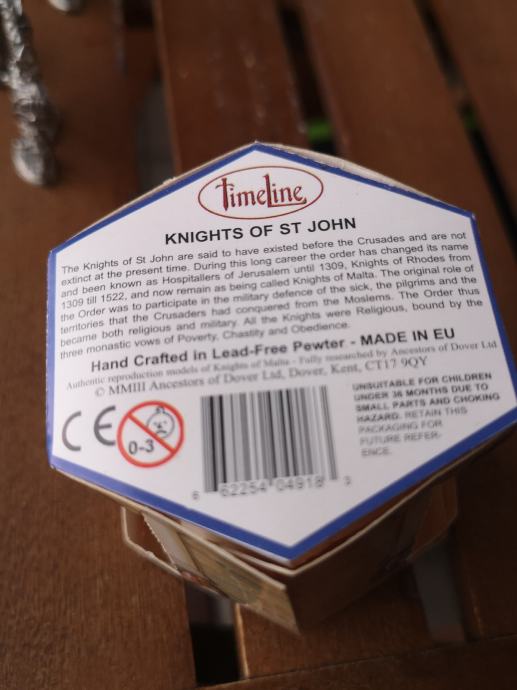 TimeLine
KNIGHTS OF ST JOHN
The Knights of St John are said to have existed before the Crusades and are not
extinct at the present time. During this long career the order has changed its name
and been known as Hospitallers of Jerusalem until 1309, Knights of Rhodes from
1309 till 1522, and now remain as being called Knights of Malta. The original role of
the Order was to participate in the military defence of the sick, the pilgrims and the
territories that the Crusaders had conquered from the Moslems. The Order thus
became both religious and military. All the Knights were Religious, bound by the
three monastic vows of Poverty, Chastity and Obedience.
Hand Crafted in Lead-Free Pewter - MADE IN EU
Authentic reproduction models of Knights of Malta - Fully researched by Ancestors of Dover Ltd
© MMIII Ancestors of Dover Ltd, Dover, Kent, CT17 9QY
CE
0-3
6 62254 04918 3
UNSUITABLE FOR CHILDREN
UNDER 36 MONTHS DUE TO
SMALL PARTS AND CHOKING
HAZARD. RETAIN THIS
PACKAGING FOR
FUTURE REFER-
ENCE.